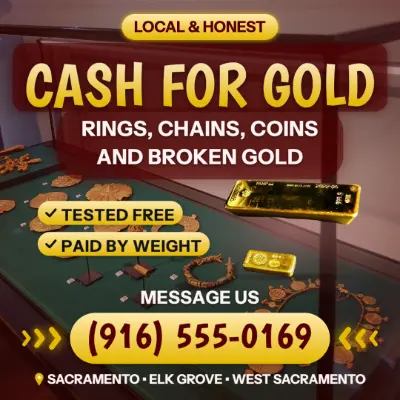 LOCAL & HONEST
CASH FOR GOLD
RINGS, CHAINS, COINS
AND BROKEN GOLD
✓ TESTED FREE
✓ PAID BY WEIGHT
MESSAGE US
(916) 555-0169
SACRAMENTO • ELK GROVE • WEST SACRAMENTO